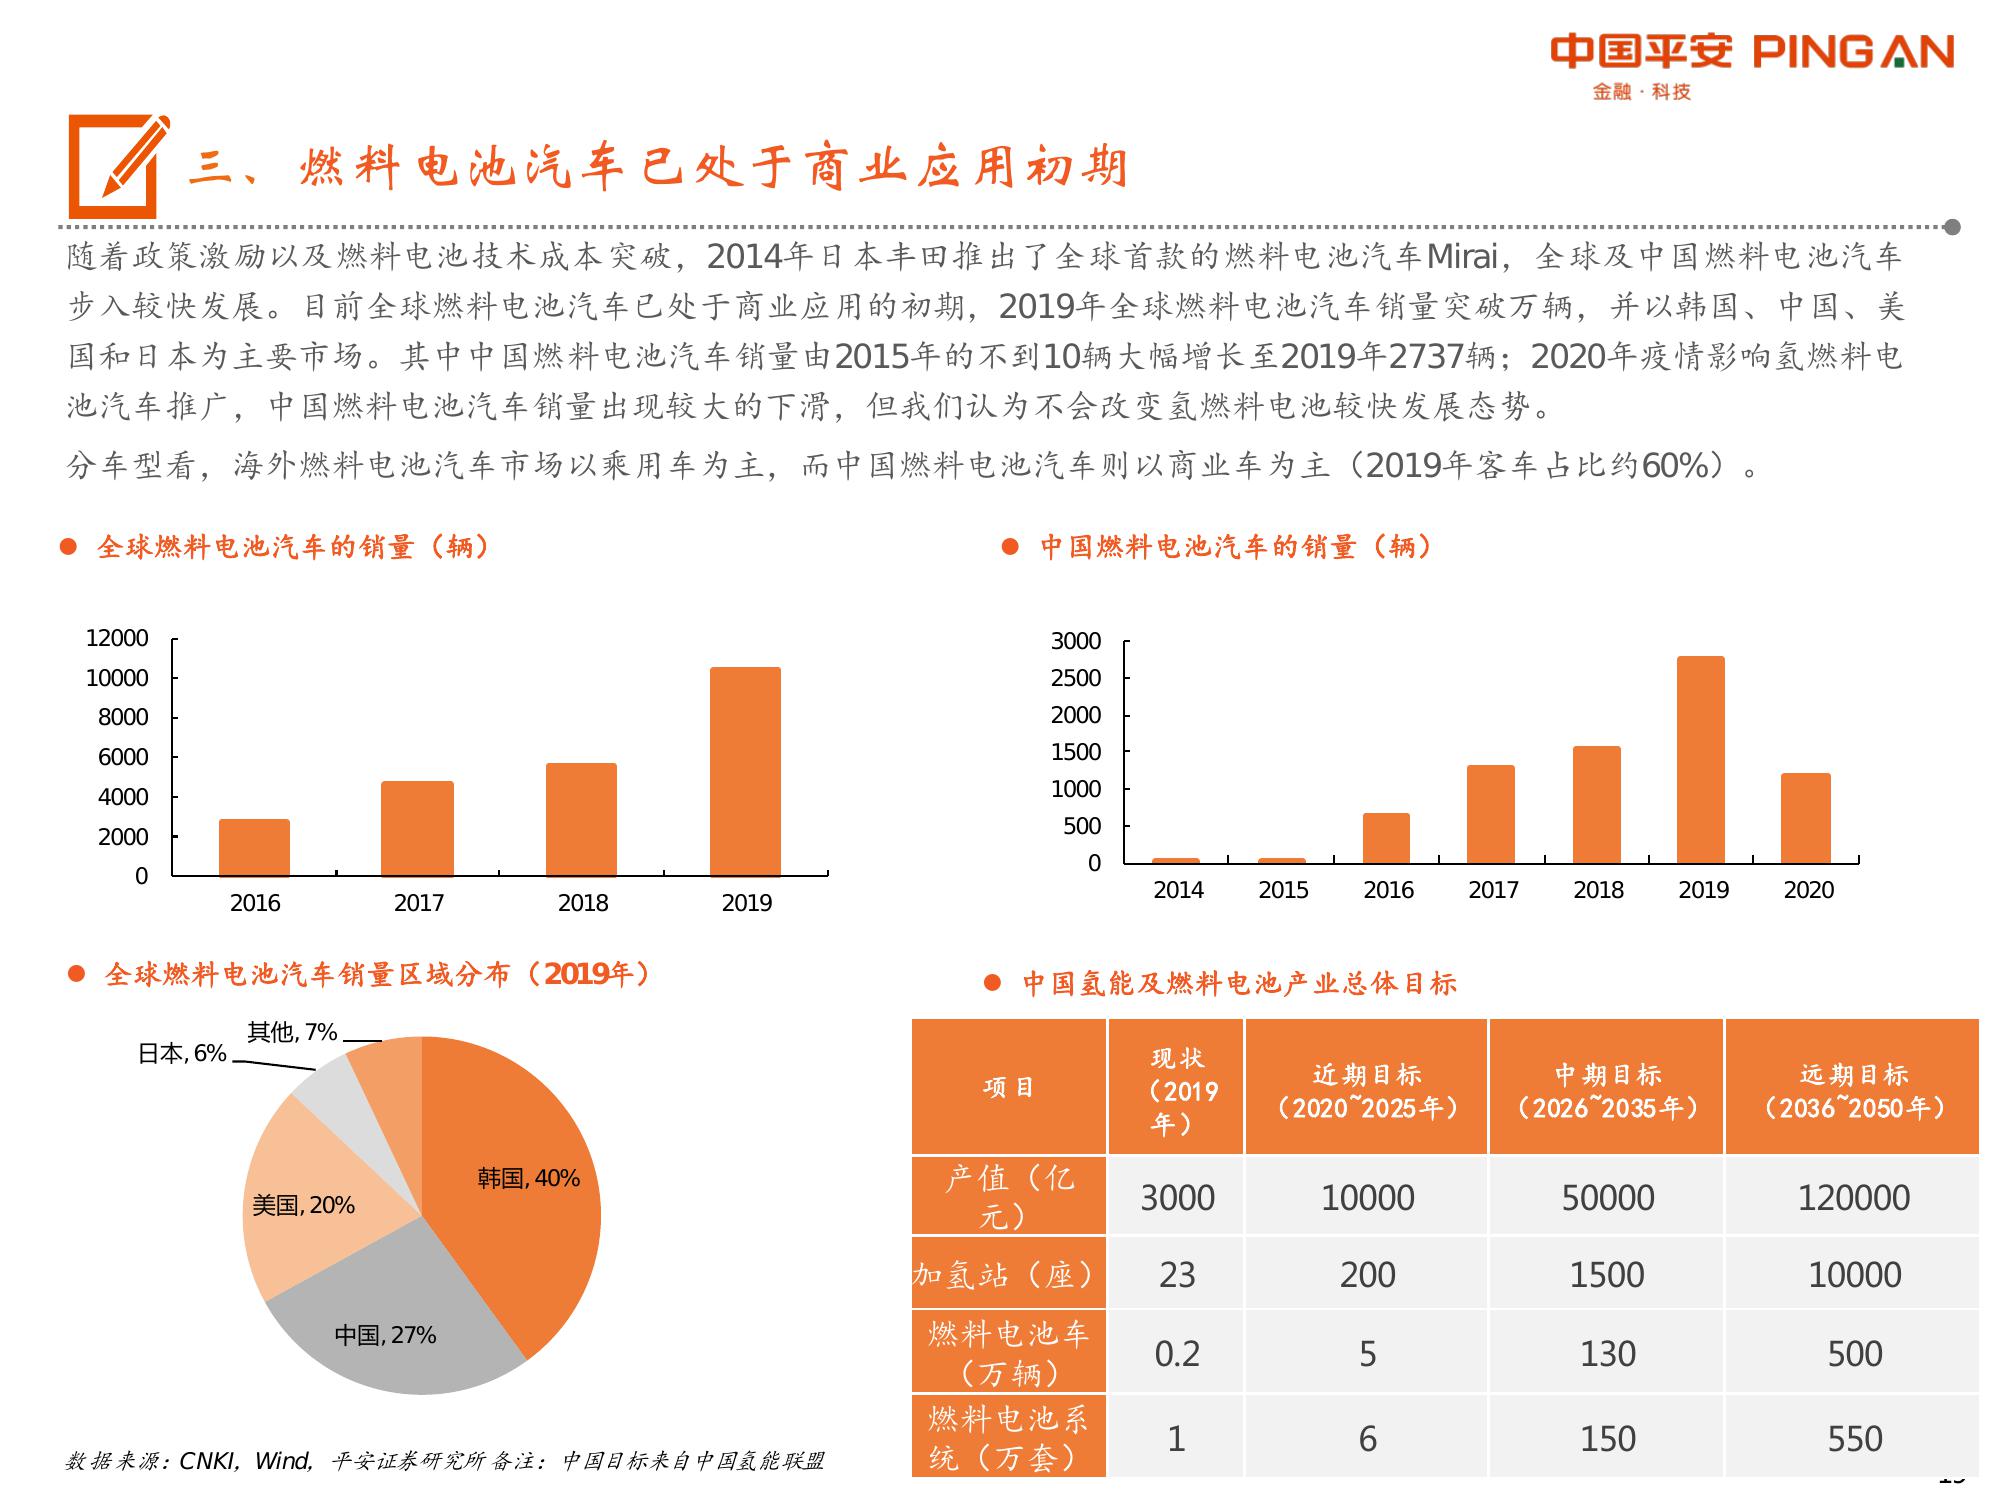 中国平安 PING AN
金融·科技
三、燃料电池汽车已处于商业应用初期
随着政策激励以及燃料电池技术成本突破，2014年日本丰田推出了全球首款的燃料电池汽车Mirai，全球及中国燃料电池汽车
步入较快发展。目前全球燃料电池汽车已处于商业应用的初期，2019年全球燃料电池汽车销量突破万辆，并以韩国、中国、美
国和日本为主要市场。其中中国燃料电池汽车销量由2015年的不到10辆大幅增长至2019年2737辆；2020年疫情影响氢燃料电
池汽车推广，中国燃料电池汽车销量出现较大的下滑，但我们认为不会改变氢燃料电池较快发展态势。
分车型看，海外燃料电池汽车市场以乘用车为主，而中国燃料电池汽车则以商业车为主（2019年客车占比约60%）。
全球燃料电池汽车的销量（辆）
12000
10000
8000
6000
4000
2000
0
2016 2017 2018 2019
中国燃料电池汽车的销量（辆）
3000
2500
2000
1500
1000
500
0
2014 2015 2016 2017 2018 2019 2020
全球燃料电池汽车销量区域分布（2019年）
其他, 7%
日本, 6%
韩国, 40%
美国, 20%
中国, 27%
中国氢能及燃料电池产业总体目标
项目
现状
（2019
年）
近期目标
（2020~2025年）
中期目标
（2026~2035年）
远期目标
（2036~2050年）
产值（亿
元）
3000 10000 50000 120000
加氢站（座）
23 200 1500 10000
燃料电池车
（万辆）
0.2 5 130 500
燃料电池系
统（万套）
1 6 150 550
数据来源：CNKI，Wind，平安证券研究所 备注：中国目标来自中国氢能联盟